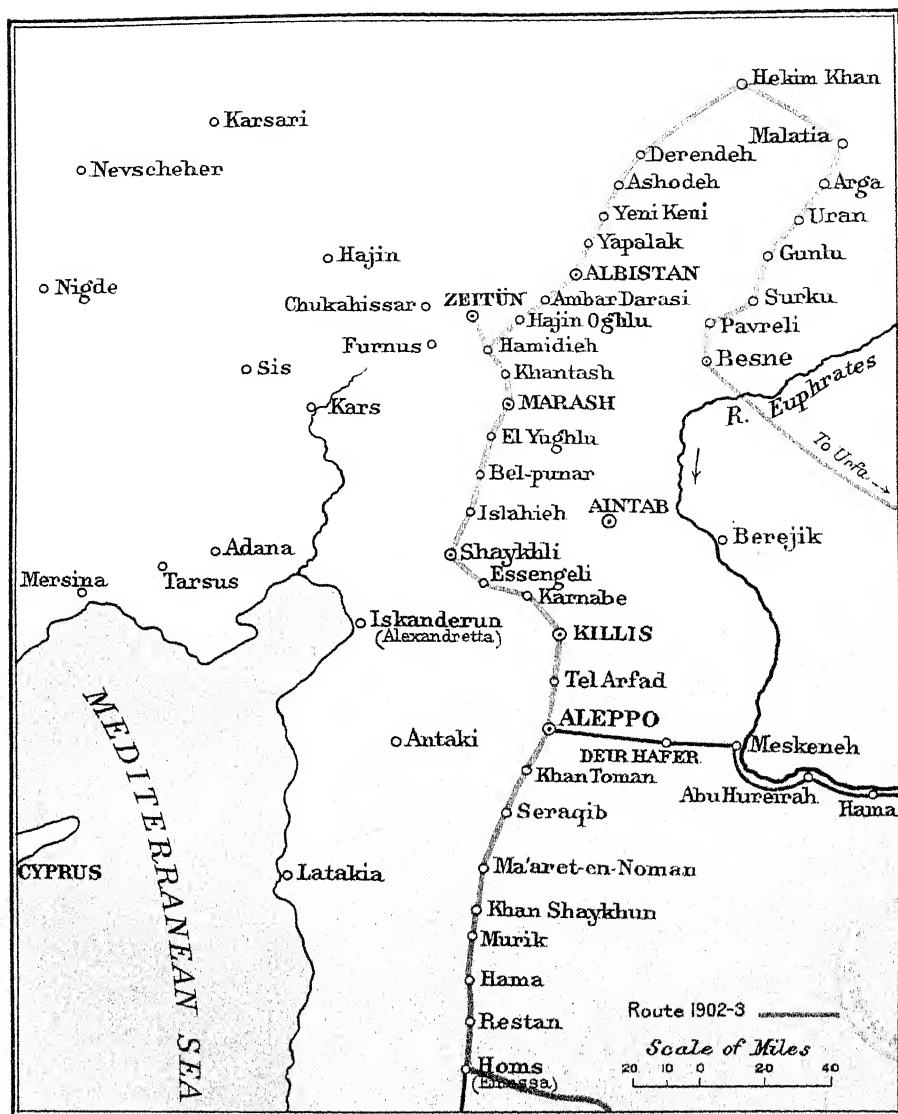 Hekim Khan
Karsari
Malatia
Derendeh
Nevscheher
Ashodeh
Arga
Yeni Keni
Uran
Yapalak
Hajin
Gunlu
ALBISTAN
Nigde
ZEITÜN
Ambar Darasi
Surku
Chukahissar
Hajin Oghlu
Pavreli
Furnus
Hamidieh
Besne
Sis
Khantash
R. Euphrates
Kars
MARASH
To Urfa
El Yughlu
Bel-punar
AINTAB
Islahieh
Berejik
Adana
Shaykhli
Tarsus
Essengeli
Mersina
Karnabe
Iskanderun
(Alexandretta)
KILLIS
Tel Arfad
MEDITERRANEAN SEA
ALEPPO
Antaki
DEIR HAFER
Meskeneh
Khan Toman
Abu Hureirah
Hama
Seraqib
CYPRUS
Latakia
Ma'aret-en-Noman
Khan Shaykhun
Murik
Hama
Route 1902-3
Restan
Scale of Miles
Homs
(Emessa)
20 10 0 20 40